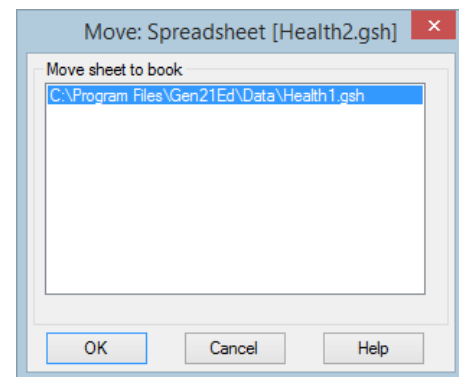 Move: Spreadsheet [Health2.gsh]
Move sheet to book
C:\Program Files\Gen21Ed\Data\Health1.gsh
OK Cancel Help